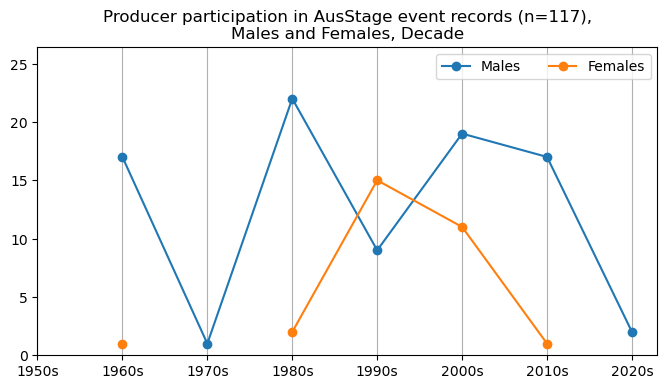 Producer participation in AusStage event records (n=117),
Males and Females, Decade
Males
Females
25
20
15
10
5
0
1950s
1960s
1970s
1980s
1990s
2000s
2010s
2020s